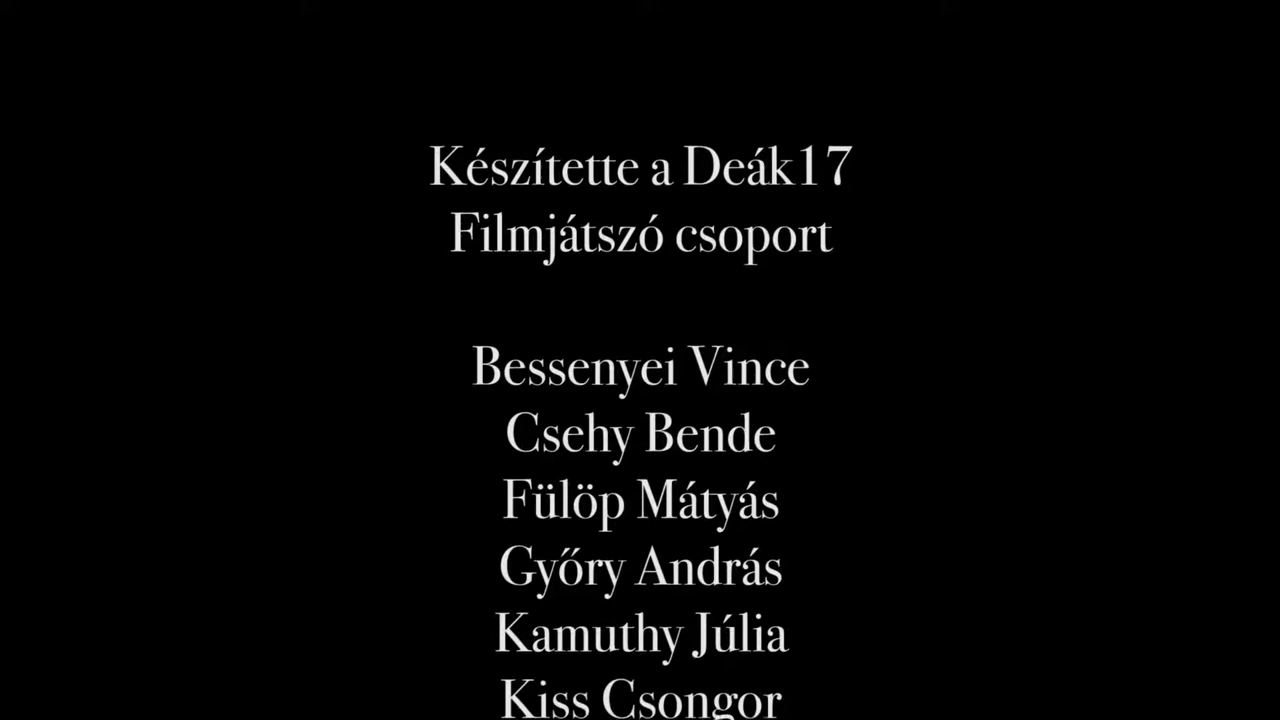 Készítette a Deák17
Filmjátszó csoport
Bessenyei Vince
Csehy Bende
Fülöp Mátyás
Győry András
Kamuthy Júlia
Kiss Csongor